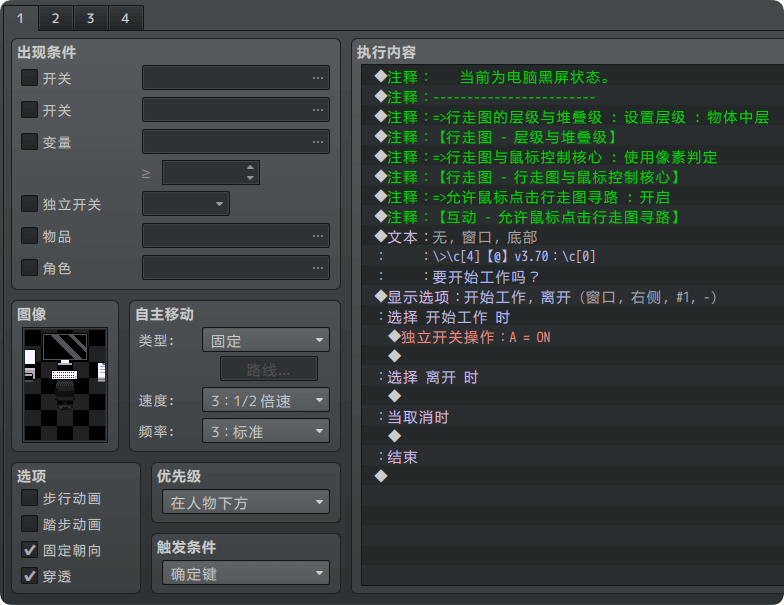 1 2 3 4
出现条件
开关 ...
开关 ...
变量 ...
≥
独立开关
物品 ...
角色 ...
图像
自主移动
类型: 固定
路线...
速度: 3：1/2 倍速
频率: 3：标准
选项
步行动画
踏步动画
固定朝向
穿透
优先级
在人物下方
触发条件
确定键
执行内容
◆注释：　　当前为电脑黑屏状态。
◆注释：------------------------
◆注释：=>行走图的层级与堆叠级 : 设置层级 : 物体中层
◆注释：【行走图 - 层级与堆叠级】
◆注释：=>行走图与鼠标控制核心 : 使用像素判定
◆注释：【行走图 - 行走图与鼠标控制核心】
◆注释：=>允许鼠标点击行走图寻路 : 开启
◆注释：【互动 - 允许鼠标点击行走图寻路】
◆文本：无, 窗口, 底部
：　　：\>\c[4]【@】v3.70：\c[0]
：　　：要开始工作吗？
◆显示选项：开始工作, 离开 (窗口, 右侧, #1, -)
：选择 开始工作 时
◆独立开关操作：A = ON
◆
：选择 离开 时
◆
：当取消时
◆
：结束
◆